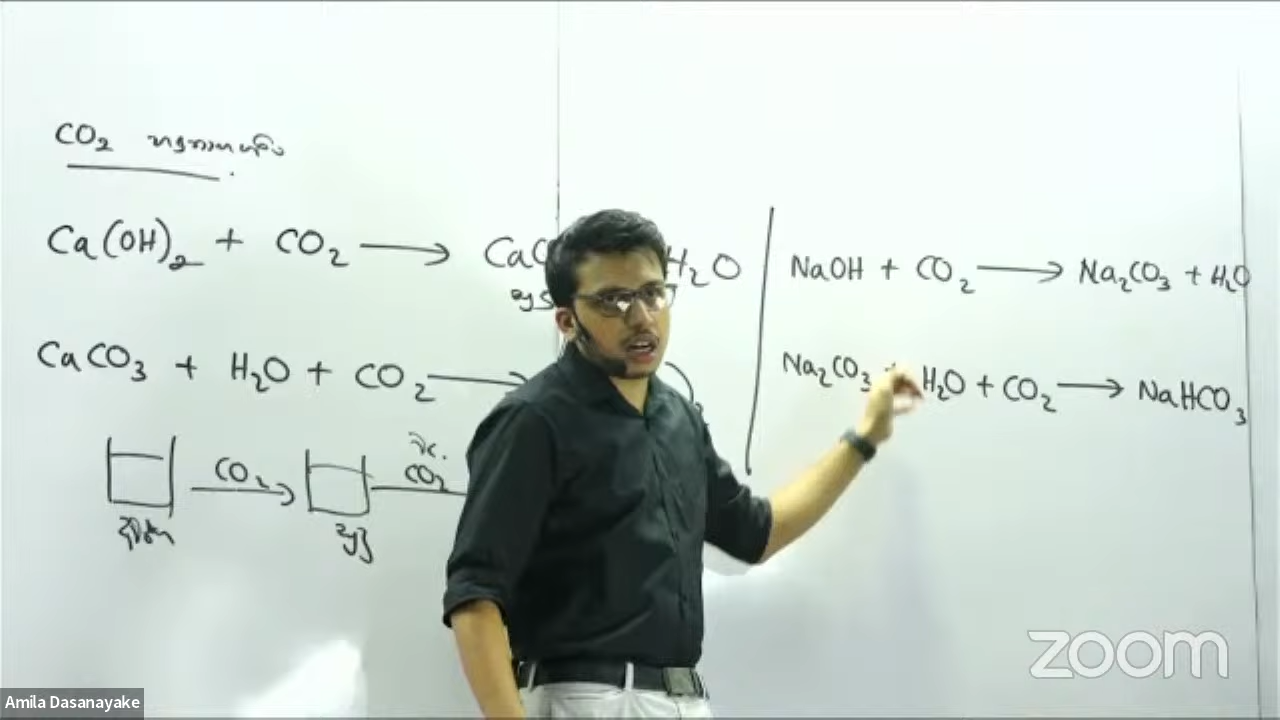 CO₂
Ca(OH)₂ + CO₂ ⟶ CaC H₂O
සුදු
CaCO₃ + H₂O + CO₂ ⟶
CO₂ CO₂
සුදු
NaOH + CO₂ ⟶ Na₂CO₃ + H₂O
Na₂CO₃ + H₂O + CO₂ ⟶ NaHCO₃
zoom
Amila Dasanayake